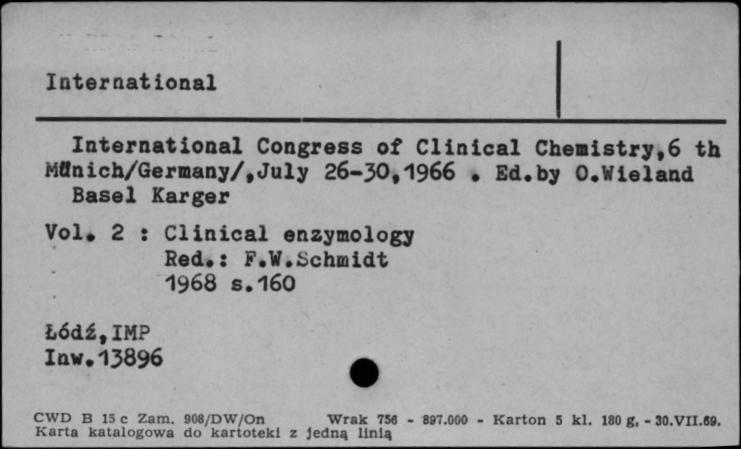 International
International Congress of Clinical Chemistry,6 th
Münich/Germany/,July 26-30,1966 . Ed.by O.Wieland
Basel Karger
Vol. 2 : Clinical enzymology
Red.: F.W.Schmidt
1968 s.160
Łódź,IMP
Inw.13896
CWD B 15 c Zam. 908/DW/On Wrak 756 - 897.000 - Karton 5 kl. 180 g, - 30.VII.69.
Karta katalogowa do kartoteki z jedną linią